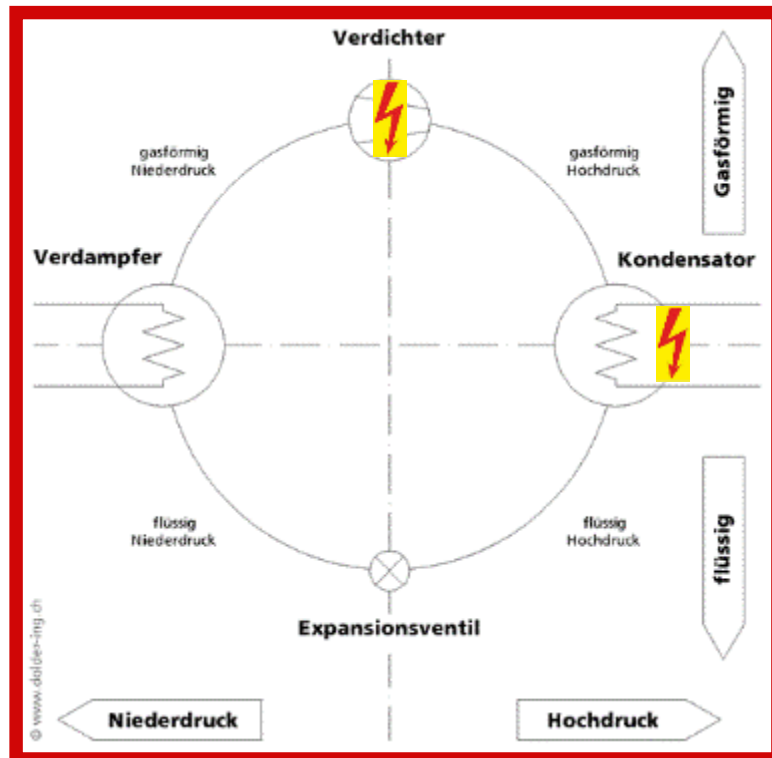 Verdichter
gasförmig
Niederdruck
gasförmig
Hochdruck
Gasförmig
Verdampfer
Kondensator
flüssig
Niederdruck
flüssig
Hochdruck
flüssig
Expansionsventil
© www.dolder-ing.ch
Niederdruck
Hochdruck